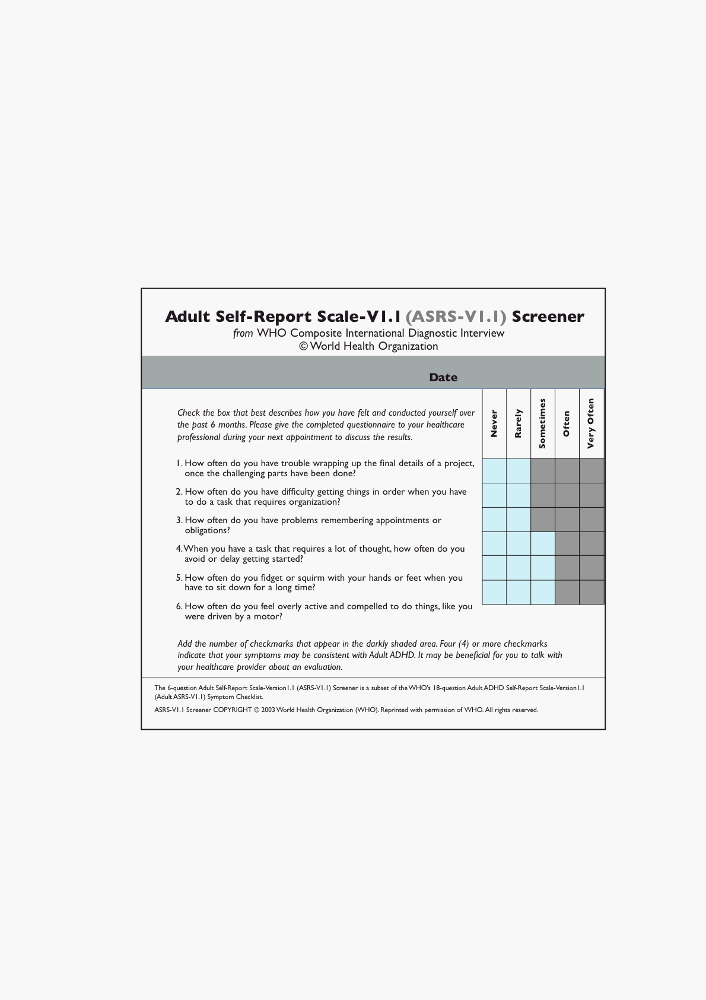 Adult Self-Report Scale-V1.1 (ASRS-V1.1) Screener
from WHO Composite International Diagnostic Interview
© World Health Organization
Date
Check the box that best describes how you have felt and conducted yourself over
the past 6 months. Please give the completed questionnaire to your healthcare
professional during your next appointment to discuss the results.
Never
Rarely
Sometimes
Often
Very Often
1. How often do you have trouble wrapping up the final details of a project,
once the challenging parts have been done?
2. How often do you have difficulty getting things in order when you have
to do a task that requires organization?
3. How often do you have problems remembering appointments or
obligations?
4. When you have a task that requires a lot of thought, how often do you
avoid or delay getting started?
5. How often do you fidget or squirm with your hands or feet when you
have to sit down for a long time?
6. How often do you feel overly active and compelled to do things, like you
were driven by a motor?
Add the number of checkmarks that appear in the darkly shaded area. Four (4) or more checkmarks
indicate that your symptoms may be consistent with Adult ADHD. It may be beneficial for you to talk with
your healthcare provider about an evaluation.
The 6-question Adult Self-Report Scale-Version1.1 (ASRS-V1.1) Screener is a subset of the WHO's 18-question Adult ADHD Self-Report Scale-Version1.1
(Adult ASRS-V1.1) Symptom Checklist.
ASRS-V1.1 Screener COPYRIGHT © 2003 World Health Organization (WHO). Reprinted with permission of WHO. All rights reserved.